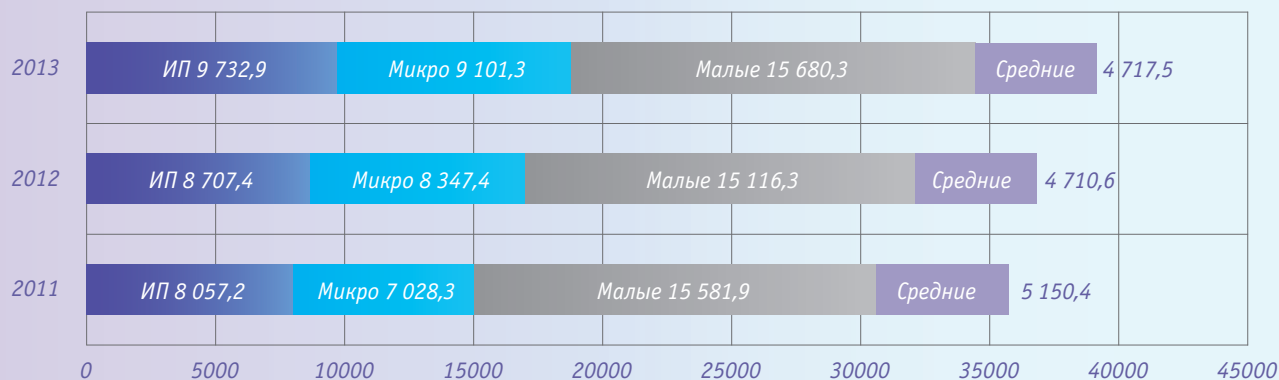 2013 ИП 9 732,9 Микро 9 101,3 Малые 15 680,3 Средние 4 717,5
2012 ИП 8 707,4 Микро 8 347,4 Малые 15 116,3 Средние 4 710,6
2011 ИП 8 057,2 Микро 7 028,3 Малые 15 581,9 Средние 5 150,4
0 5000 10000 15000 20000 25000 30000 35000 40000 45000